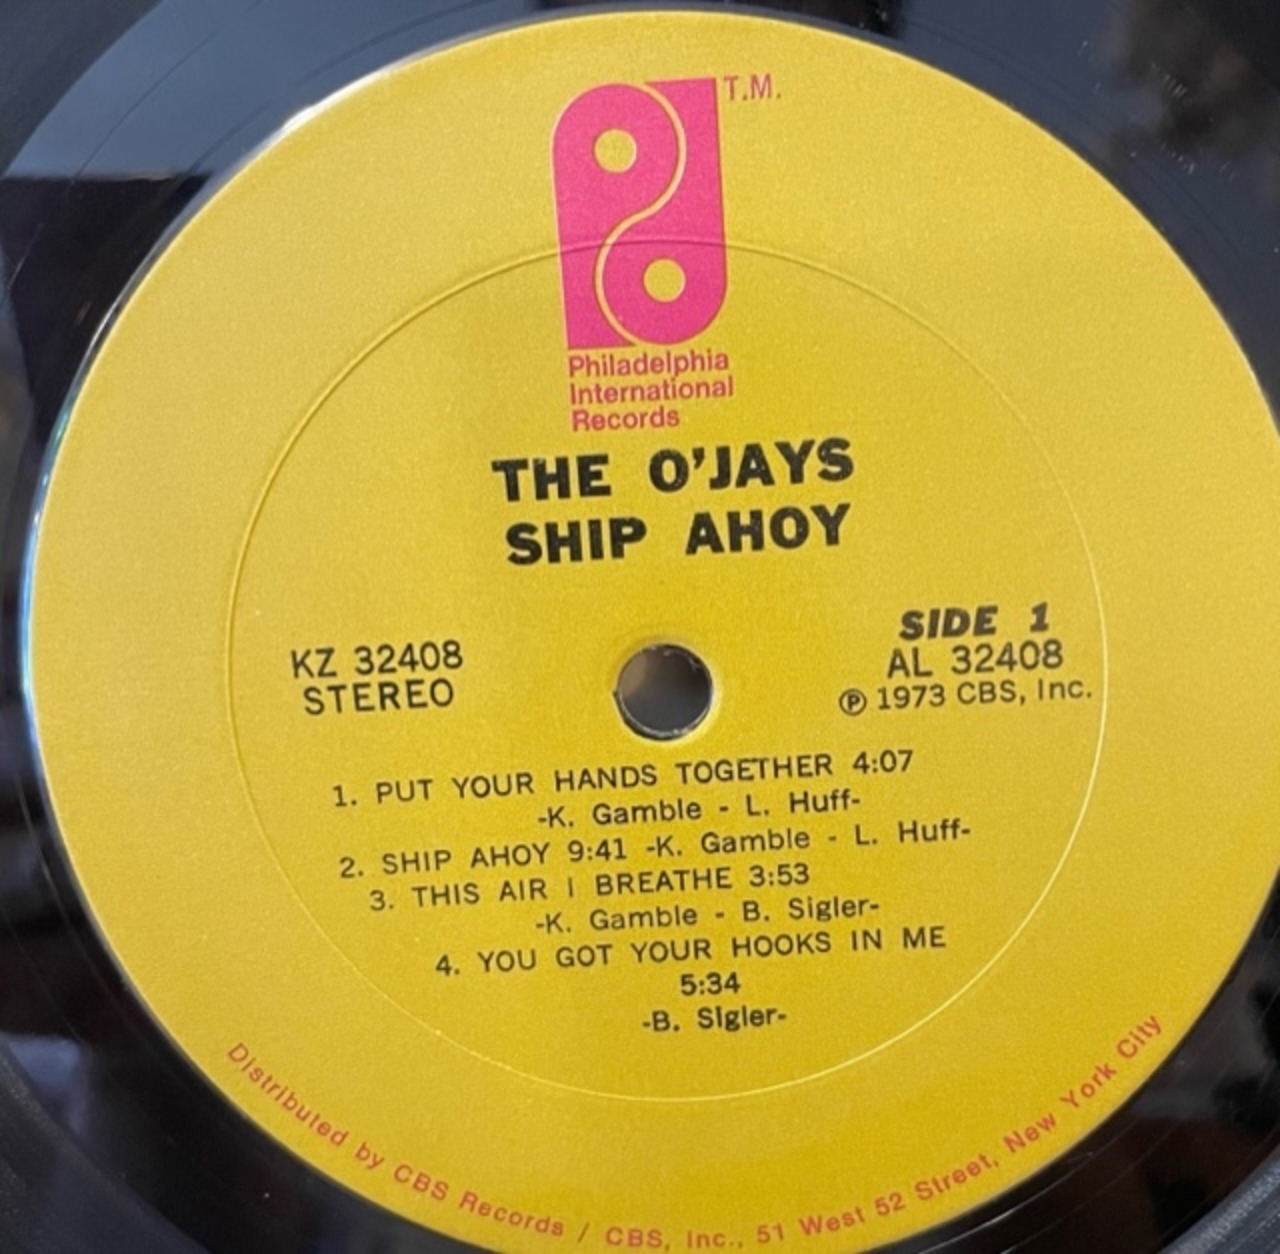 T.M.
Philadelphia
International
Records
THE O'JAYS
SHIP AHOY
KZ 32408
STEREO
SIDE 1
AL 32408
℗ 1973 CBS, Inc.
1. PUT YOUR HANDS TOGETHER 4:07
-K. Gamble - L. Huff-
2. SHIP AHOY 9:41 -K. Gamble - L. Huff-
3. THIS AIR I BREATHE 3:53
-K. Gamble - B. Sigler-
4. YOU GOT YOUR HOOKS IN ME
5:34
-B. Sigler-
Distributed by CBS Records / CBS, Inc., 51 West 52 Street, New York City